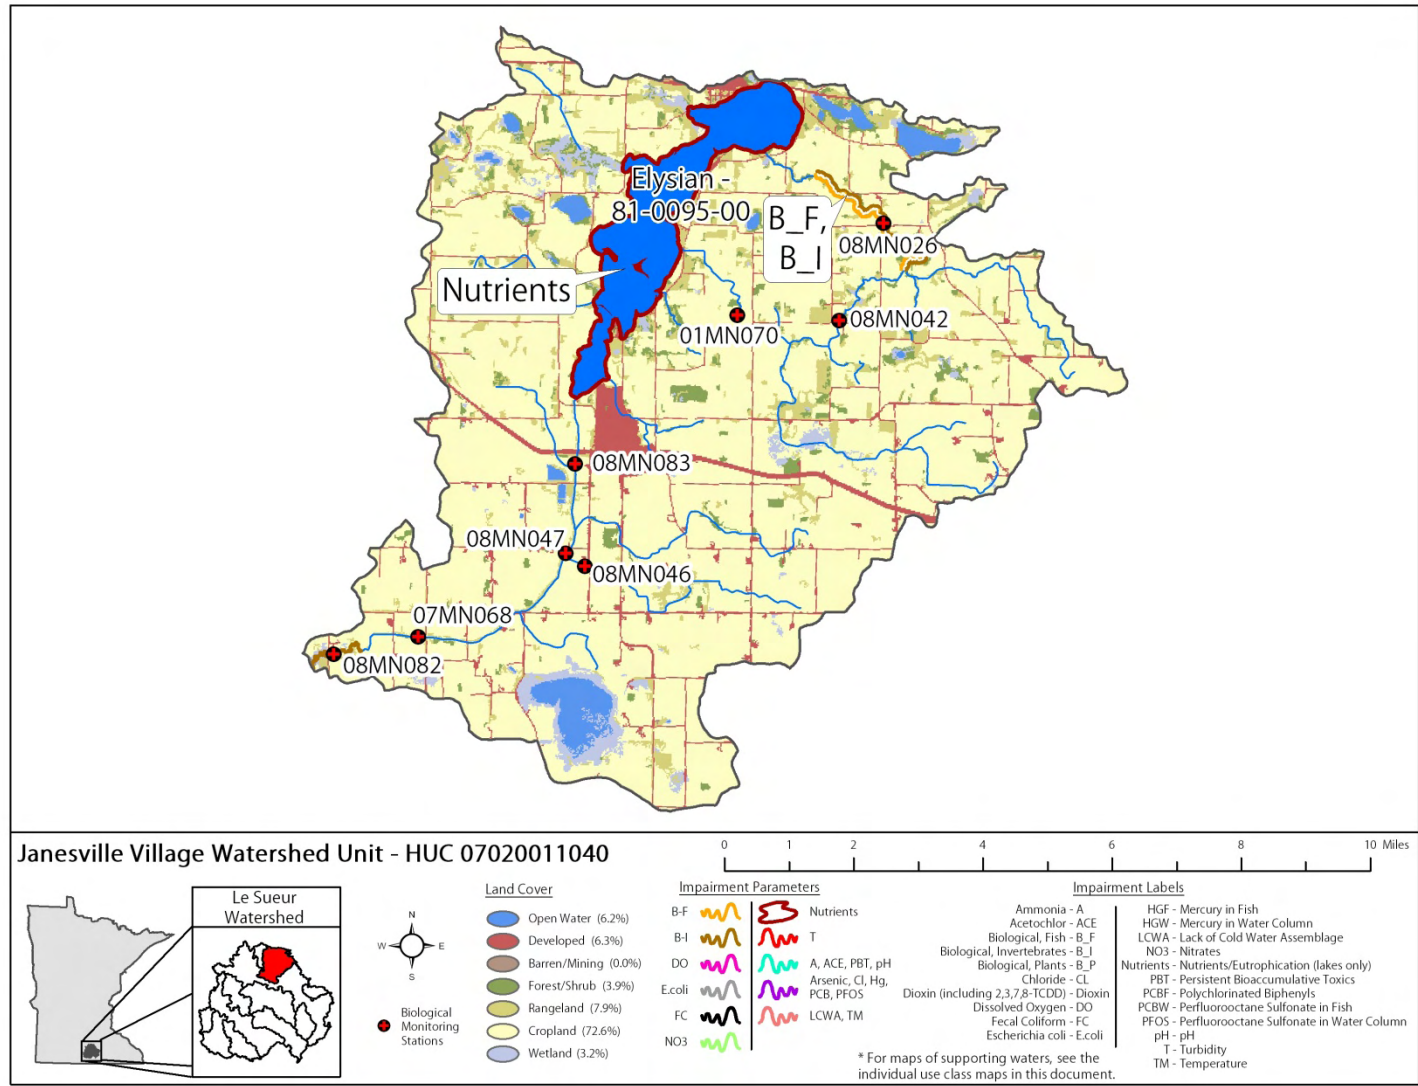 Elysian -
81-0095-00
B_F,
B_I
08MN026
Nutrients
01MN070
08MN042
08MN083
08MN047
08MN046
07MN068
08MN082
Janesville Village Watershed Unit - HUC 07020011040
0 1 2 4 6 8 10 Miles
Le Sueur
Watershed
N
W E
S
Biological
Monitoring
Stations
Land Cover
Open Water (6.2%)
Developed (6.3%)
Barren/Mining (0.0%)
Forest/Shrub (3.9%)
Rangeland (7.9%)
Cropland (72.6%)
Wetland (3.2%)
Impairment Parameters
B-F
B-I
DO
E.coli
FC
NO3
Nutrients
T
A, ACE, PBT, pH
Arsenic, Cl, Hg,
PCB, PFOS
LCWA, TM
Impairment Labels
Ammonia - A
Acetochlor - ACE
Biological, Fish - B_F
Biological, Invertebrates - B_I
Biological, Plants - B_P
Chloride - CL
Dioxin (including 2,3,7,8-TCDD) - Dioxin
Dissolved Oxygen - DO
Fecal Coliform - FC
Escherichia coli - E.coli
HGF - Mercury in Fish
HGW - Mercury in Water Column
LCWA - Lack of Cold Water Assemblage
NO3 - Nitrates
Nutrients - Nutrients/Eutrophication (lakes only)
PBT - Persistent Bioaccumulative Toxics
PCBF - Polychlorinated Biphenyls
PCBW - Perfluorooctane Sulfonate in Fish
PFOS - Perfluorooctane Sulfonate in Water Column
pH - pH
T - Turbidity
TM - Temperature
* For maps of supporting waters, see the
individual use class maps in this document.